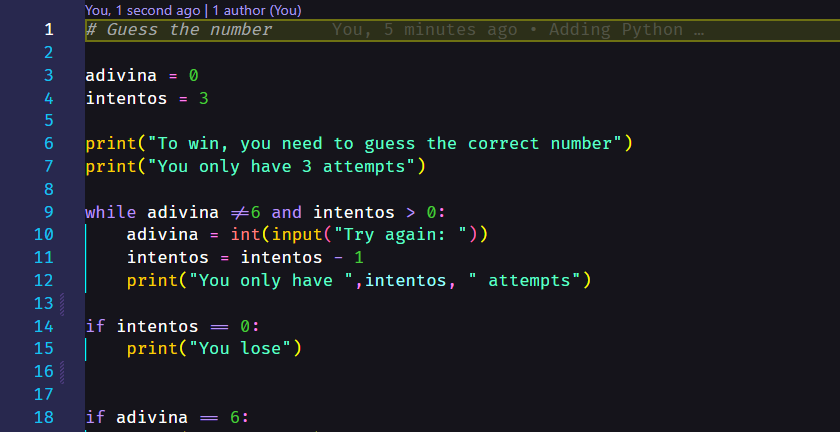 You, 1 second ago | 1 author (You)
1 # Guess the number You, 5 minutes ago • Adding Python …
2
3 adivina = 0
4 intentos = 3
5
6 print("To win, you need to guess the correct number")
7 print("You only have 3 attempts")
8
9 while adivina !=6 and intentos > 0:
10 adivina = int(input("Try again: "))
11 intentos = intentos - 1
12 print("You only have ",intentos, " attempts")
13
14 if intentos == 0:
15 print("You lose")
16
17
18 if adivina == 6: